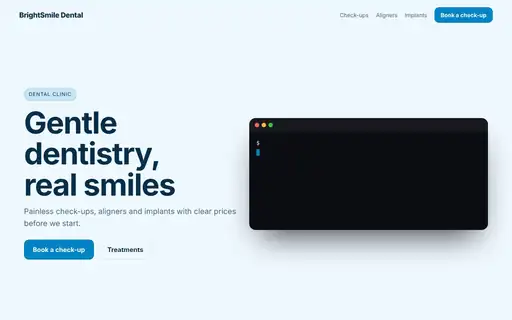 BrightSmile Dental
Check-ups Aligners Implants Book a check-up
DENTAL CLINIC
Gentle
dentistry,
real smiles
Painless check-ups, aligners and implants with clear prices
before we start.
Book a check-up Treatments
$